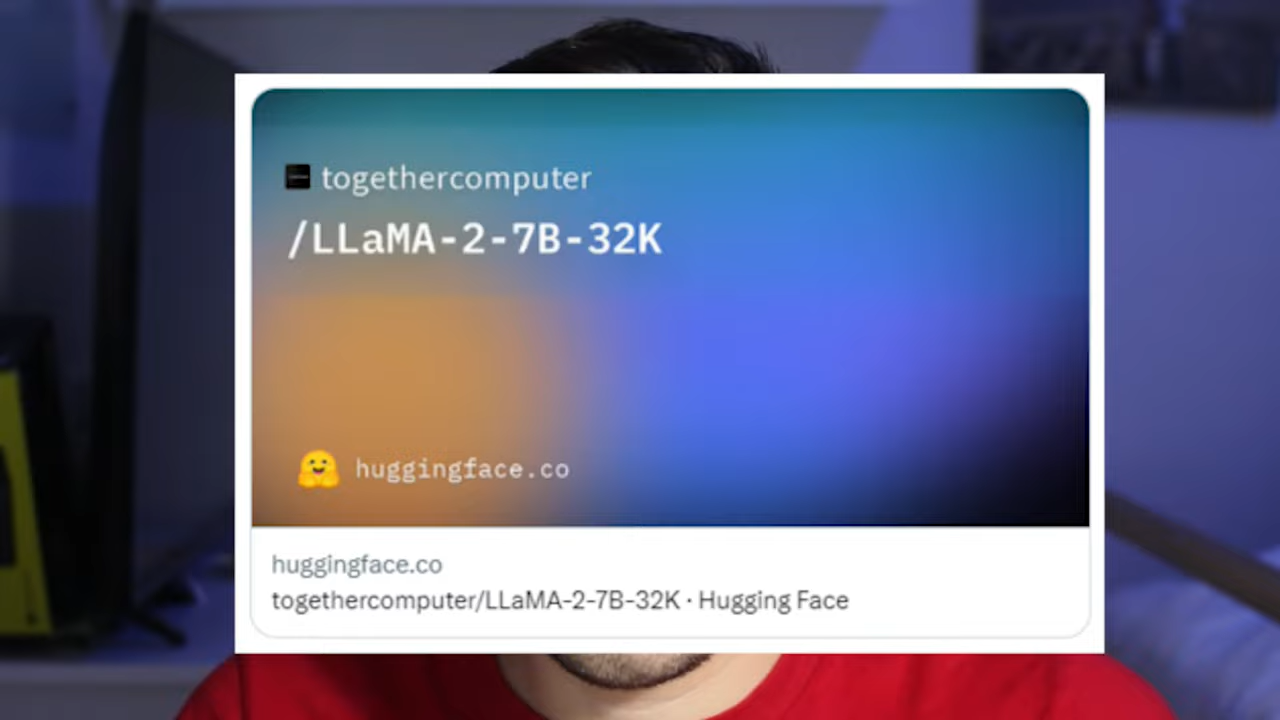 togethercomputer
/LLaMA-2-7B-32K
huggingface.co
huggingface.co
togethercomputer/LLaMA-2-7B-32K · Hugging Face